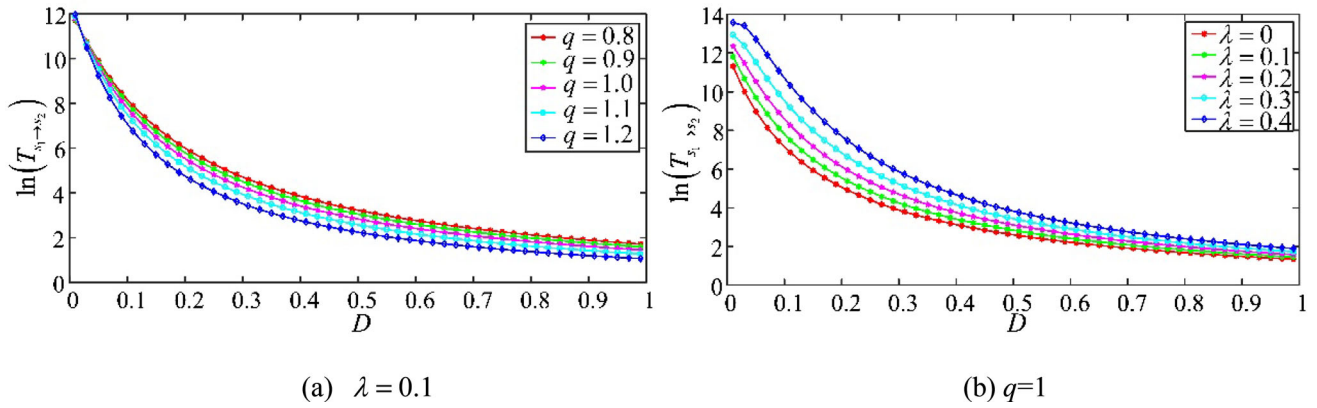 12
10
8
6
4
2
0
ln(T_{s_1→s_2})
0 0.1 0.2 0.3 0.4 0.5 0.6 0.7 0.8 0.9 1
D
q = 0.8
q = 0.9
q = 1.0
q = 1.1
q = 1.2
(a) λ = 0.1
14
12
10
8
6
4
2
0
ln(T_{s_1→s_2})
0 0.1 0.2 0.3 0.4 0.5 0.6 0.7 0.8 0.9 1
D
λ = 0
λ = 0.1
λ = 0.2
λ = 0.3
λ = 0.4
(b) q=1